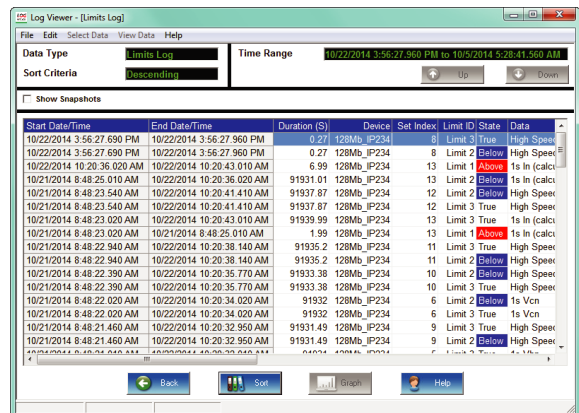 Log Viewer - [Limits Log]
File Edit Select Data View Data Help
Data Type Limits Log Time Range 10/22/2014 3:56:27.960 PM to 10/5/2014 5:28:41.560 AM
Sort Criteria Descending Up Down
Show Snapshots
Start Date/Time End Date/Time Duration (S) Device Set Index Limit ID State Data
10/22/2014 3:56:27.690 PM 10/22/2014 3:56:27.960 PM 0.27 128Mb_IP234 8 Limit 3 True High Speed
10/22/2014 3:56:27.690 PM 10/22/2014 3:56:27.960 PM 0.27 128Mb_IP234 8 Limit 2 Below High Speed
10/22/2014 10:20:36.020 AM 10/22/2014 10:20:43.010 AM 6.99 128Mb_IP234 13 Limit 1 Above 1s In (calcu
10/21/2014 8:48:25.010 AM 10/22/2014 10:20:36.020 AM 91931.01 128Mb_IP234 13 Limit 2 Below 1s In (calcu
10/21/2014 8:48:23.540 AM 10/22/2014 10:20:41.410 AM 91937.87 128Mb_IP234 12 Limit 2 Below High Speed
10/21/2014 8:48:23.540 AM 10/22/2014 10:20:41.410 AM 91937.87 128Mb_IP234 12 Limit 3 True High Speed
10/21/2014 8:48:23.020 AM 10/22/2014 10:20:43.010 AM 91939.99 128Mb_IP234 13 Limit 3 True 1s In (calcu
10/21/2014 8:48:23.020 AM 10/21/2014 8:48:25.010 AM 1.99 128Mb_IP234 13 Limit 1 Above 1s In (calcu
10/21/2014 8:48:22.940 AM 10/22/2014 10:20:38.140 AM 91935.2 128Mb_IP234 11 Limit 3 True High Speed
10/21/2014 8:48:22.940 AM 10/22/2014 10:20:38.140 AM 91935.2 128Mb_IP234 11 Limit 2 Below High Speed
10/21/2014 8:48:22.390 AM 10/22/2014 10:20:35.770 AM 91933.38 128Mb_IP234 10 Limit 2 Below High Speed
10/21/2014 8:48:22.390 AM 10/22/2014 10:20:35.770 AM 91933.38 128Mb_IP234 10 Limit 3 True High Speed
10/21/2014 8:48:22.020 AM 10/22/2014 10:20:34.020 AM 91932 128Mb_IP234 6 Limit 2 Below 1s Vcn
10/21/2014 8:48:22.020 AM 10/22/2014 10:20:34.020 AM 91932 128Mb_IP234 6 Limit 3 True 1s Vcn
10/21/2014 8:48:21.460 AM 10/22/2014 10:20:32.950 AM 91931.49 128Mb_IP234 9 Limit 3 True High Speed
10/21/2014 8:48:21.460 AM 10/22/2014 10:20:32.950 AM 91931.49 128Mb_IP234 9 Limit 2 Below High Speed
Back Sort Graph Help